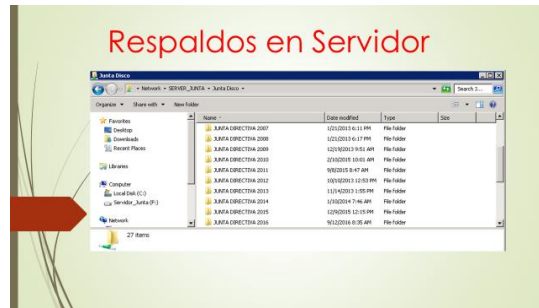 Respaldos en Servidor
Junta Disco
Network • SERVER_JUNTA • Junta Disco
Search J...
Organize Share with New folder
Name Date modified Type Size
Favorites
Desktop
Downloads
Recent Places
Libraries
Computer
Local Disk (C:)
Servidor_Junta (F:)
Network
JUNTA DIRECTIVA 2007 1/21/2013 6:11 PM File folder
JUNTA DIRECTIVA 2008 1/21/2013 6:17 PM File folder
JUNTA DIRECTIVA 2009 12/19/2013 9:51 AM File folder
JUNTA DIRECTIVA 2010 2/10/2015 10:01 AM File folder
JUNTA DIRECTIVA 2011 9/8/2015 8:47 AM File folder
JUNTA DIRECTIVA 2012 10/10/2013 12:53 PM File folder
JUNTA DIRECTIVA 2013 11/14/2013 1:55 PM File folder
JUNTA DIRECTIVA 2014 1/10/2014 7:46 AM File folder
JUNTA DIRECTIVA 2015 12/9/2015 12:15 PM File folder
JUNTA DIRECTIVA 2016 9/12/2016 8:35 AM File folder
27 items